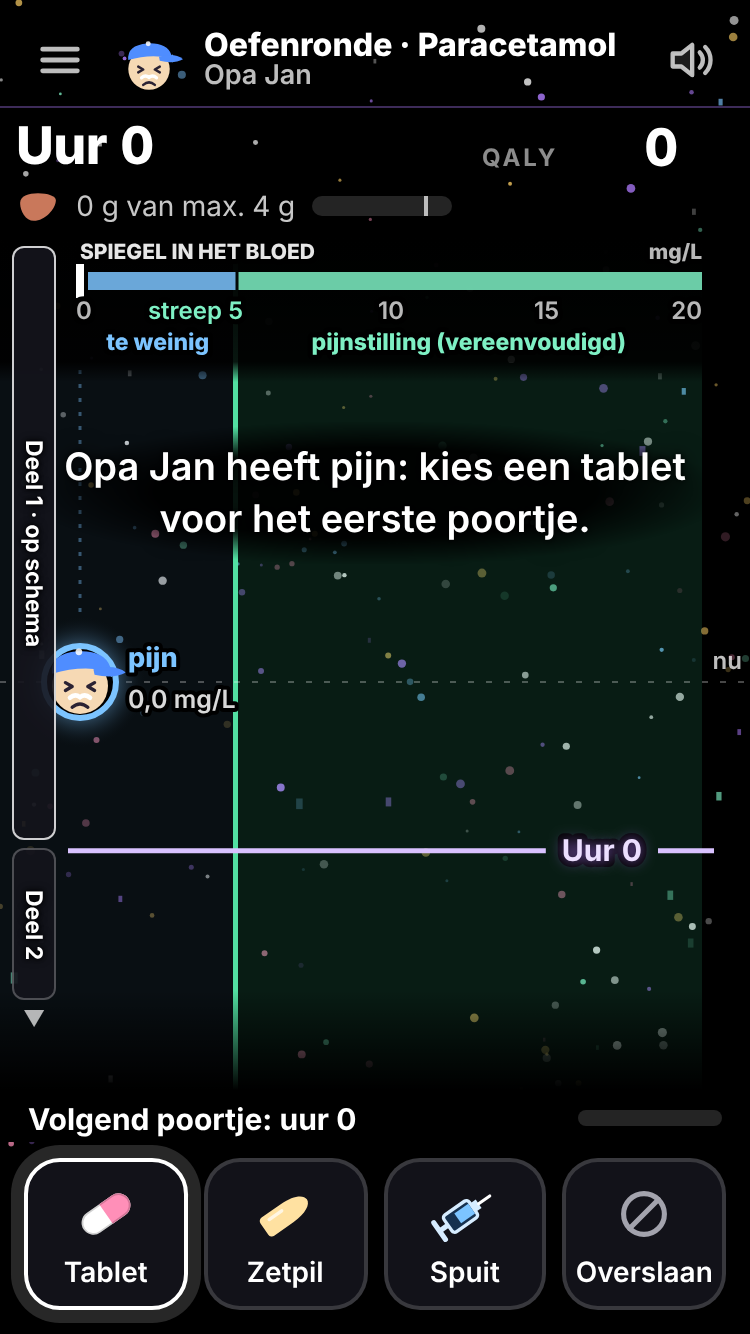 Oefenronde · Paracetamol
Opa Jan
Uur 0
QALY 0
0 g van max. 4 g
SPIEGEL IN HET BLOED mg/L
0 streep 5 10 15 20
te weinig pijnstilling (vereenvoudigd)
Opa Jan heeft pijn: kies een tablet
voor het eerste poortje.
Deel 1 · op schema
pijn
nu
0,0 mg/L
Uur 0
Deel 2
Volgend poortje: uur 0
Tablet Zetpil Spuit Overslaan